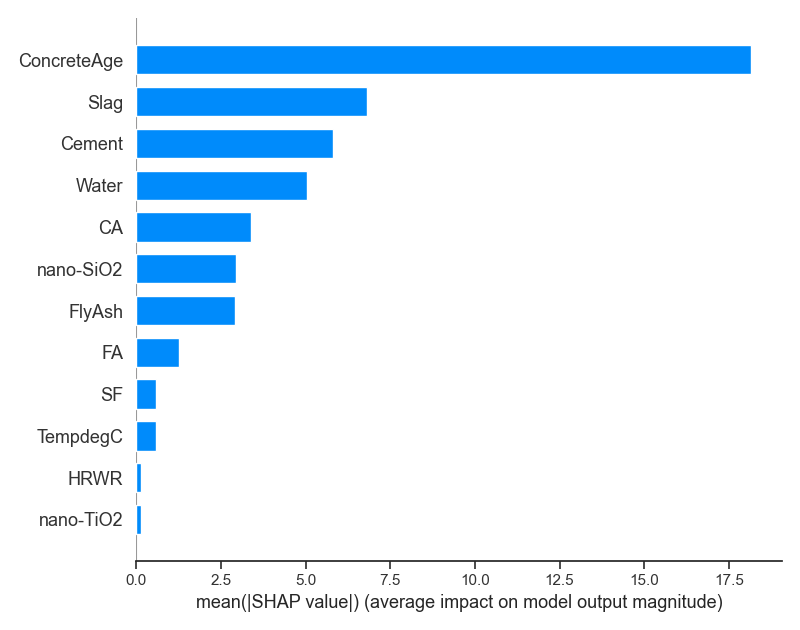 ConcreteAge
Slag
Cement
Water
CA
nano-SiO2
FlyAsh
FA
SF
TempdegC
HRWR
nano-TiO2
0.0 2.5 5.0 7.5 10.0 12.5 15.0 17.5
mean(|SHAP value|) (average impact on model output magnitude)